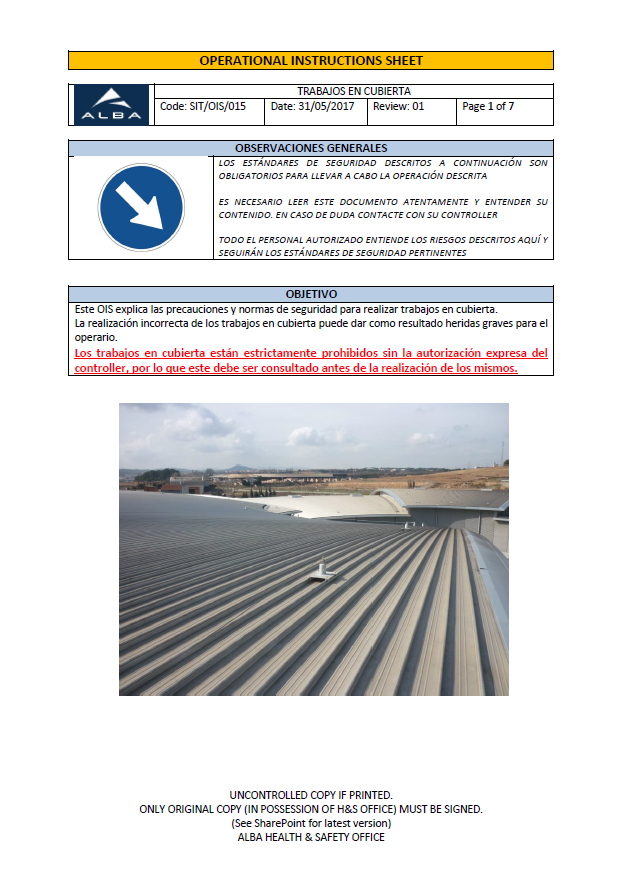 OPERATIONAL INSTRUCTIONS SHEET
ALBA
TRABAJOS EN CUBIERTA
Code: SIT/OIS/015
Date: 31/05/2017
Review: 01
Page 1 of 7
OBSERVACIONES GENERALES
LOS ESTÁNDARES DE SEGURIDAD DESCRITOS A CONTINUACIÓN SON
OBLIGATORIOS PARA LLEVAR A CABO LA OPERACIÓN DESCRITA
ES NECESARIO LEER ESTE DOCUMENTO ATENTAMENTE Y ENTENDER SU
CONTENIDO. EN CASO DE DUDA CONTACTE CON SU CONTROLLER
TODO EL PERSONAL AUTORIZADO ENTIENDE LOS RIESGOS DESCRITOS AQUÍ Y
SEGUIRÁN LOS ESTÁNDARES DE SEGURIDAD PERTINENTES
OBJETIVO
Este OIS explica las precauciones y normas de seguridad para realizar trabajos en cubierta.
La realización incorrecta de los trabajos en cubierta puede dar como resultado heridas graves para el
operario.
Los trabajos en cubierta están estrictamente prohibidos sin la autorización expresa del
controller, por lo que este debe ser consultado antes de la realización de los mismos.
UNCONTROLLED COPY IF PRINTED.
ONLY ORIGINAL COPY (IN POSSESSION OF H&S OFFICE) MUST BE SIGNED.
(See SharePoint for latest version)
ALBA HEALTH & SAFETY OFFICE